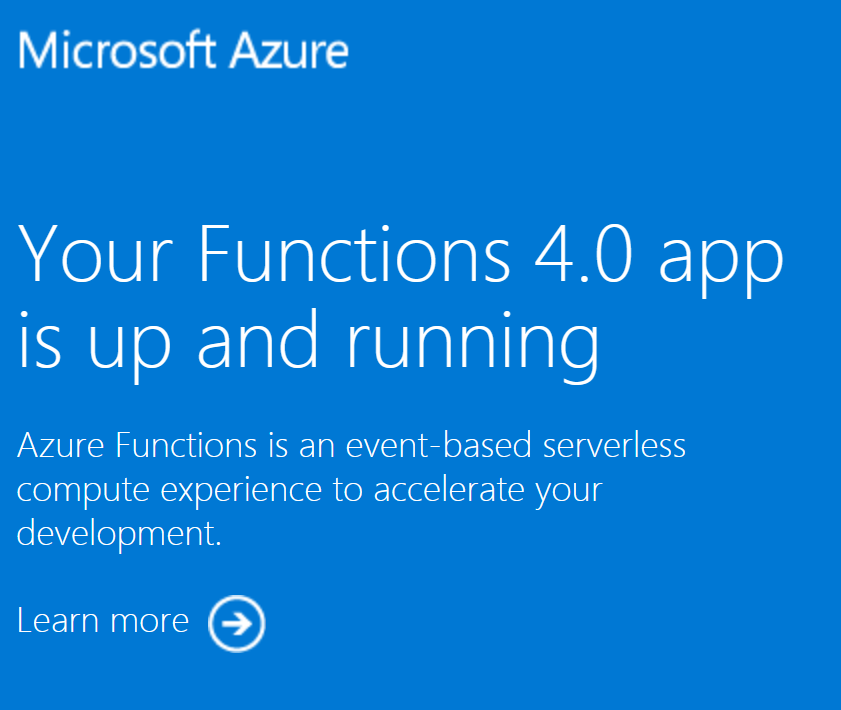 Microsoft Azure
Your Functions 4.0 app
is up and running
Azure Functions is an event-based serverless
compute experience to accelerate your
development.
Learn more